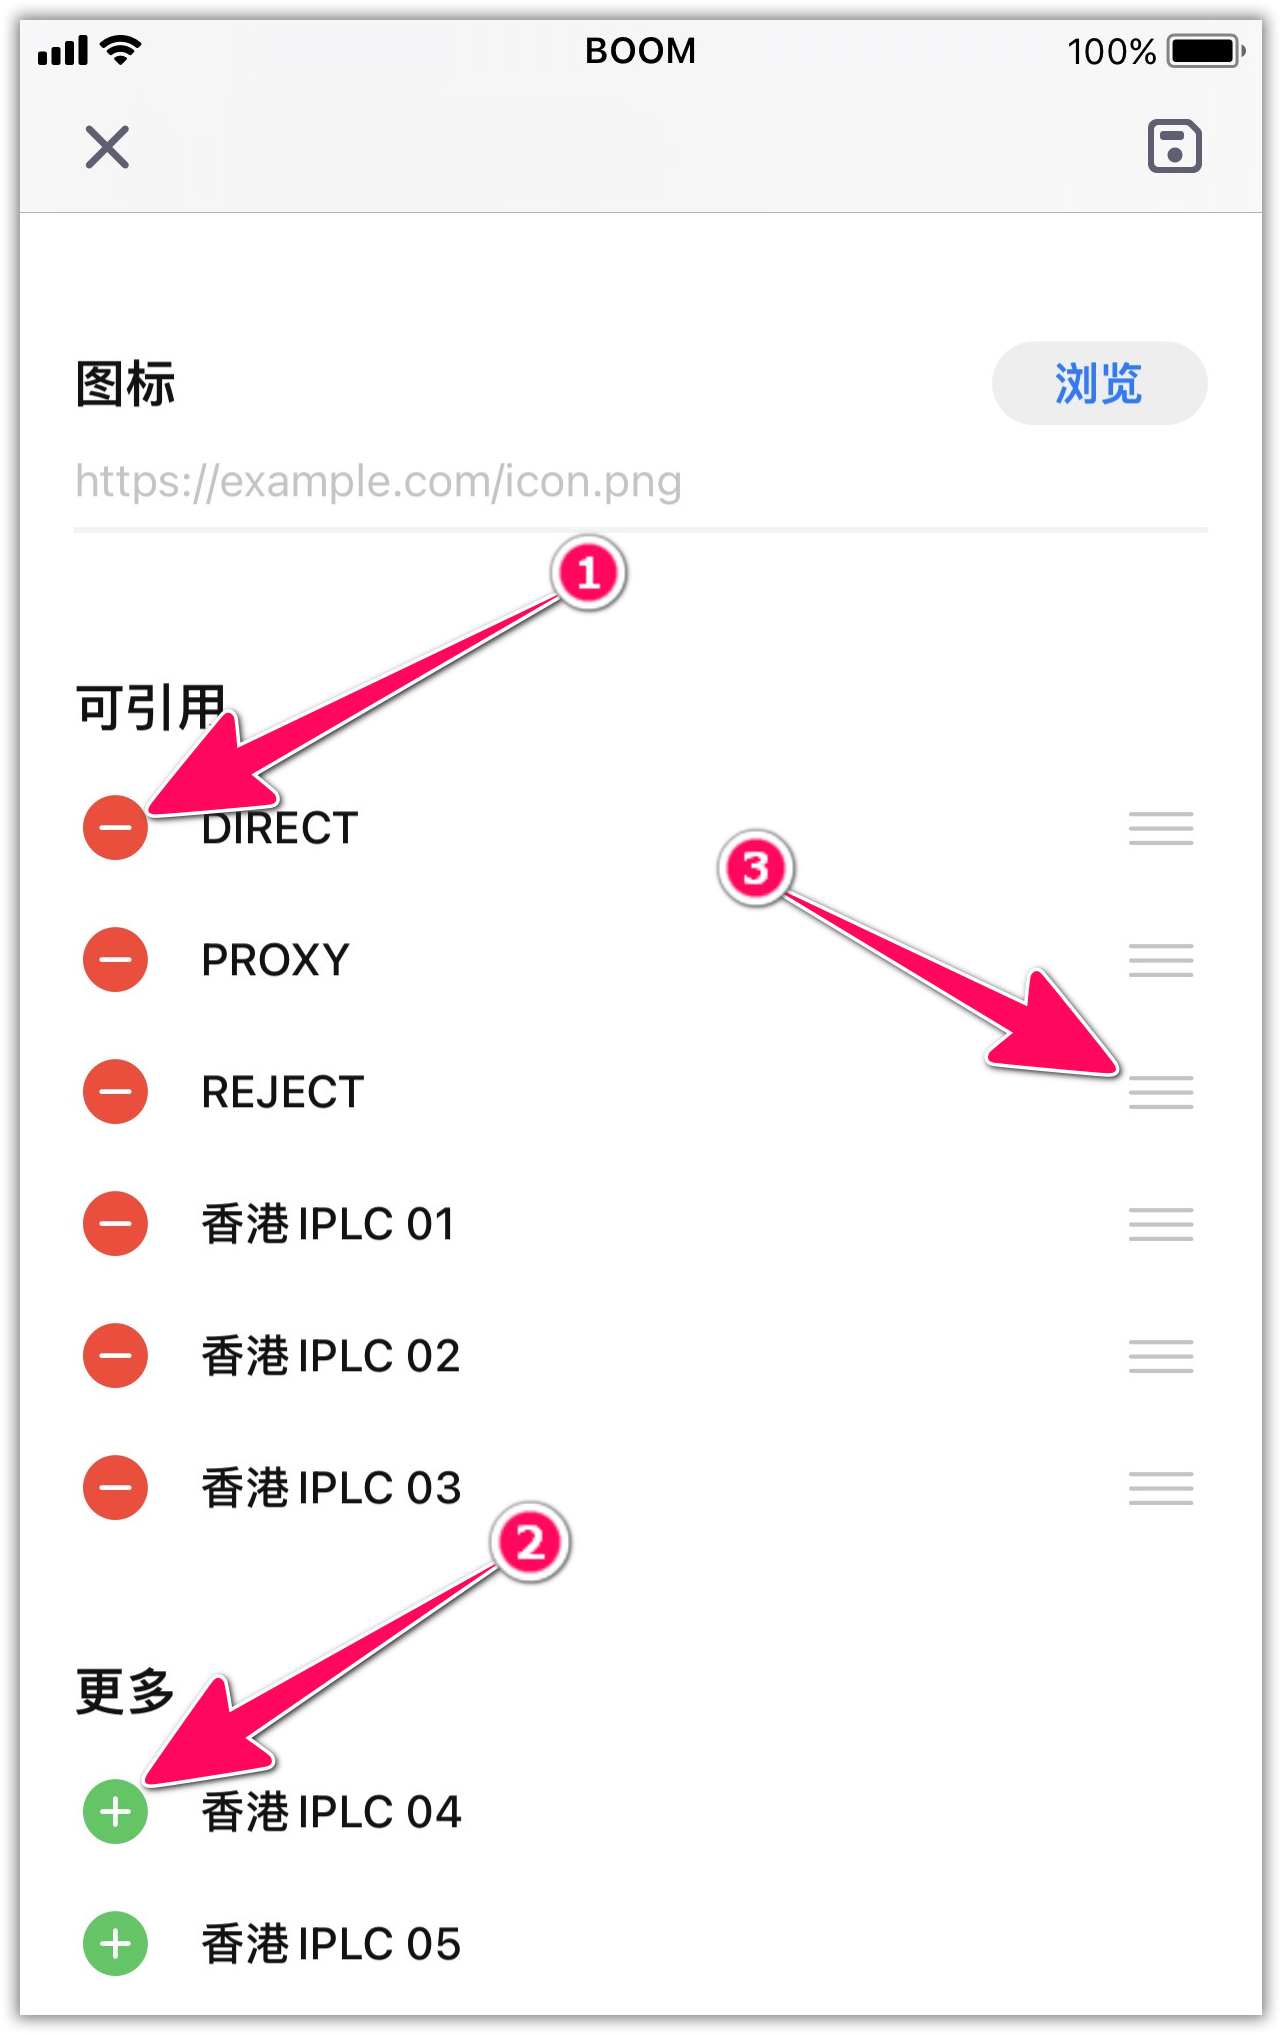 BOOM
100%
图标
浏览
https://example.com/icon.png
1
可引用
DIRECT
3
PROXY
REJECT
香港 IPLC 01
香港 IPLC 02
香港 IPLC 03
2
更多
香港 IPLC 04
香港 IPLC 05